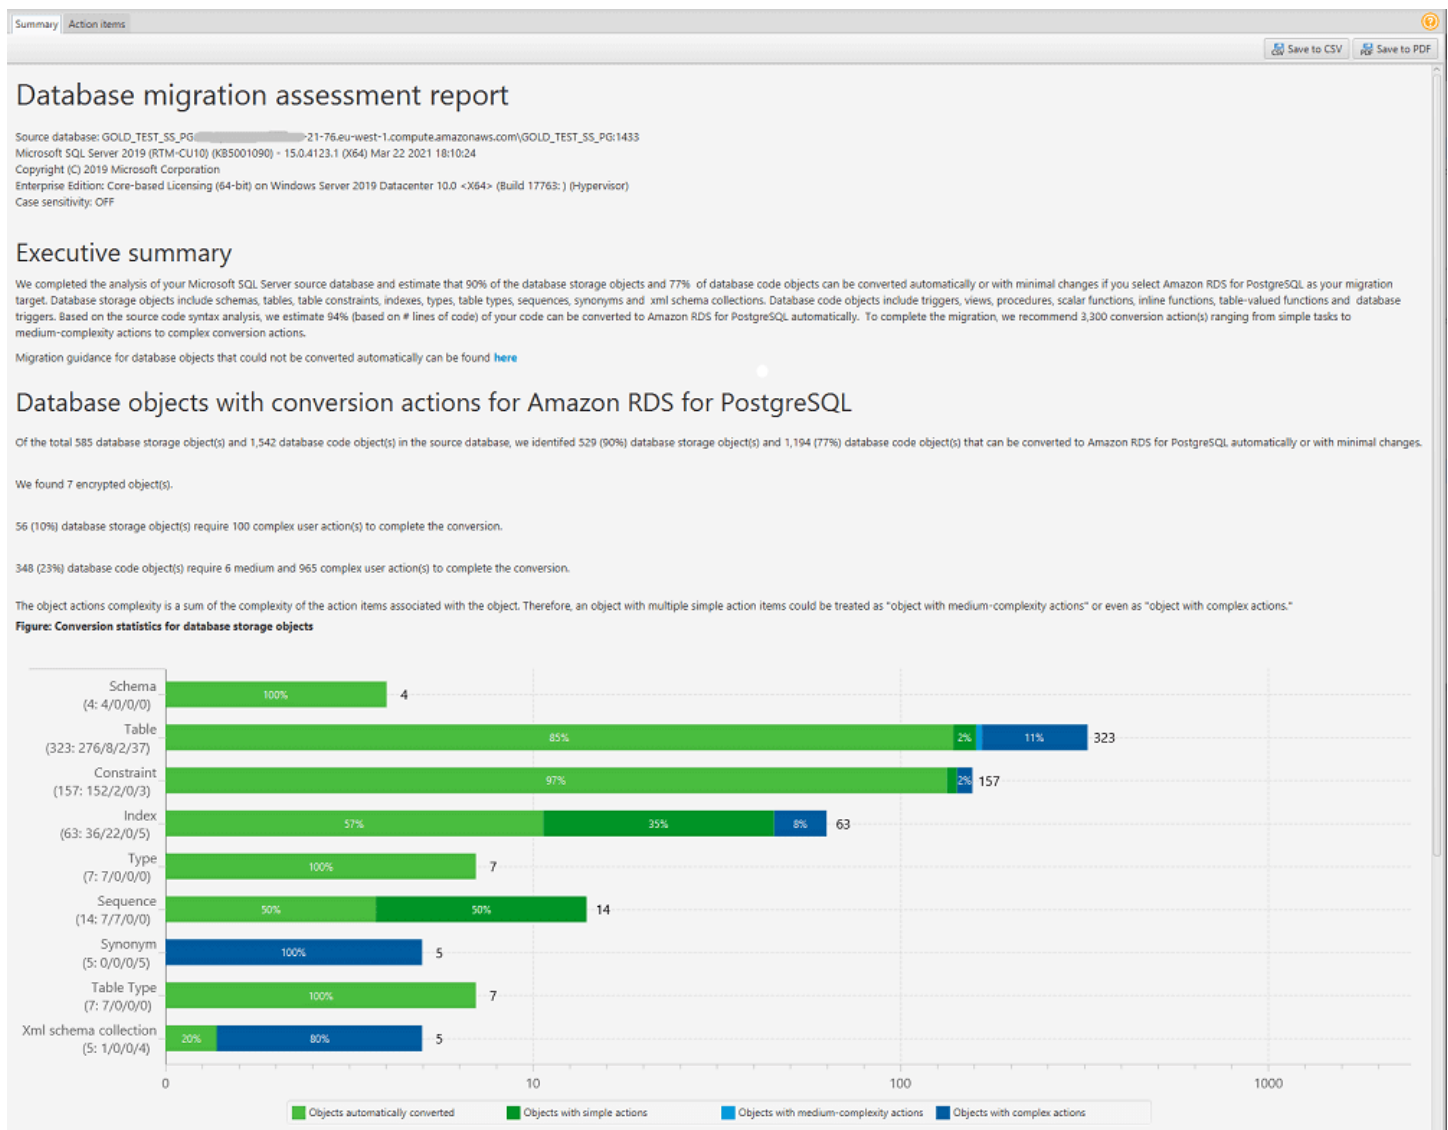 Summary Action items
Save to CSV Save to PDF
Database migration assessment report
Source database: GOLD_TEST_SS_PG -21-76.eu-west-1.compute.amazonaws.com\GOLD_TEST_SS_PG:1433
Microsoft SQL Server 2019 (RTM-CU10) (KB5001090) - 15.0.4123.1 (X64) Mar 22 2021 18:10:24
Copyright (C) 2019 Microsoft Corporation
Enterprise Edition: Core-based Licensing (64-bit) on Windows Server 2019 Datacenter 10.0 <X64> (Build 17763: ) (Hypervisor)
Case sensitivity: OFF
Executive summary
We completed the analysis of your Microsoft SQL Server source database and estimate that 90% of the database storage objects and 77% of database code objects can be converted automatically or with minimal changes if you select Amazon RDS for PostgreSQL as your migration
target. Database storage objects include schemas, tables, table constraints, indexes, types, table types, sequences, synonyms and xml schema collections. Database code objects include triggers, views, procedures, scalar functions, inline functions, table-valued functions and database
triggers. Based on the source code syntax analysis, we estimate 94% (based on # lines of code) of your code can be converted to Amazon RDS for PostgreSQL automatically. To complete the migration, we recommend 3,300 conversion action(s) ranging from simple tasks to
medium-complexity actions to complex conversion actions.
Migration guidance for database objects that could not be converted automatically can be found here
Database objects with conversion actions for Amazon RDS for PostgreSQL
Of the total 585 database storage object(s) and 1,542 database code object(s) in the source database, we identifed 529 (90%) database storage object(s) and 1,194 (77%) database code object(s) that can be converted to Amazon RDS for PostgreSQL automatically or with minimal changes.
We found 7 encrypted object(s).
56 (10%) database storage object(s) require 100 complex user action(s) to complete the conversion.
348 (23%) database code object(s) require 6 medium and 965 complex user action(s) to complete the conversion.
The object actions complexity is a sum of the complexity of the action items associated with the object. Therefore, an object with multiple simple action items could be treated as "object with medium-complexity actions" or even as "object with complex actions."
Figure: Conversion statistics for database storage objects
Schema
(4: 4/0/0/0)
100% 4
Table
(323: 276/8/2/37)
85% 2% 11% 323
Constraint
(157: 152/2/0/3)
97% 2% 157
Index
(63: 36/22/0/5)
57% 35% 8% 63
Type
(7: 7/0/0/0)
100% 7
Sequence
(14: 7/7/0/0)
50% 50% 14
Synonym
(5: 0/0/0/5)
100% 5
Table Type
(7: 7/0/0/0)
100% 7
Xml schema collection
(5: 1/0/0/4)
20% 80% 5
0 10 100 1000
Objects automatically converted Objects with simple actions Objects with medium-complexity actions Objects with complex actions